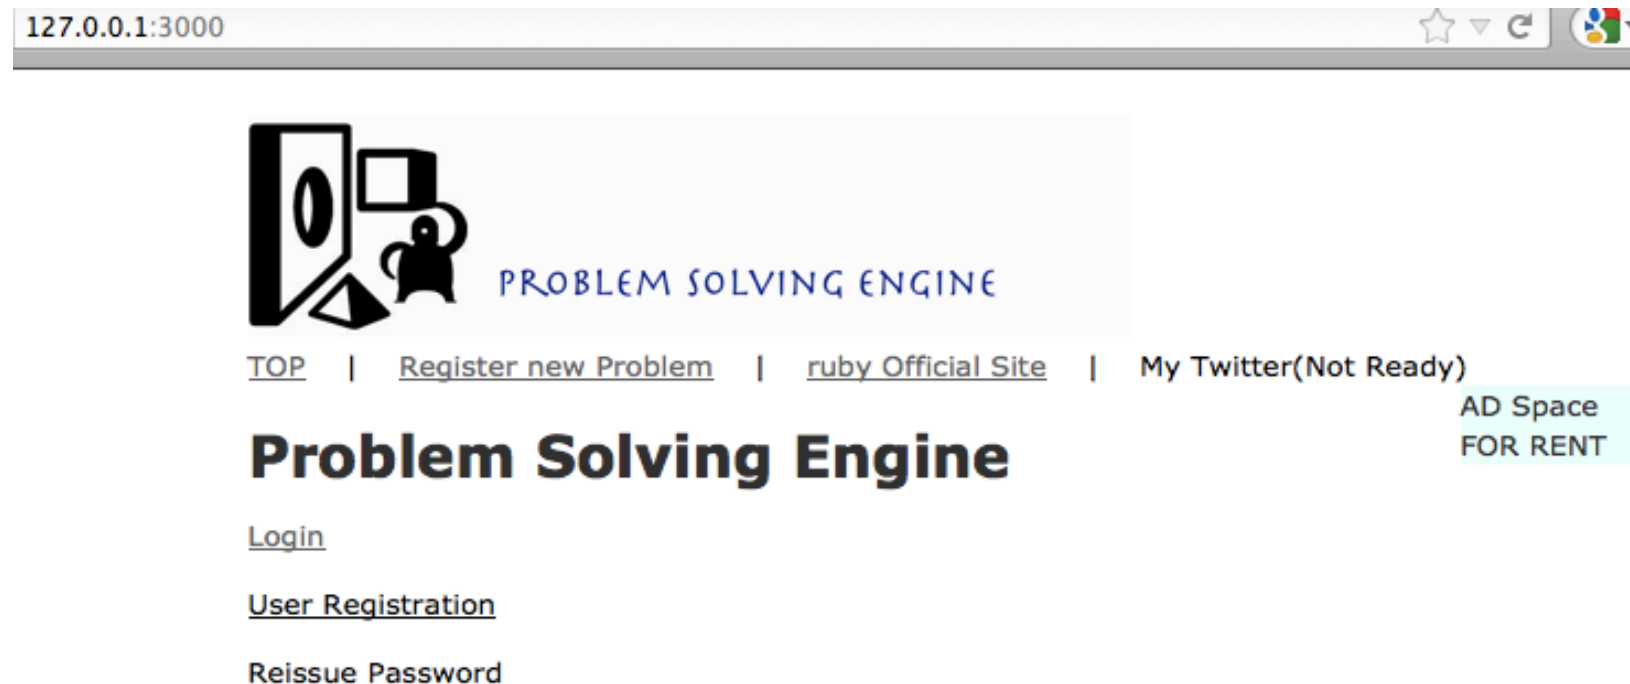 127.0.0.1:3000
PROBLEM SOLVING ENGINE
TOP | Register new Problem | ruby Official Site | My Twitter(Not Ready)
AD Space
FOR RENT
Problem Solving Engine
Login
User Registration
Reissue Password